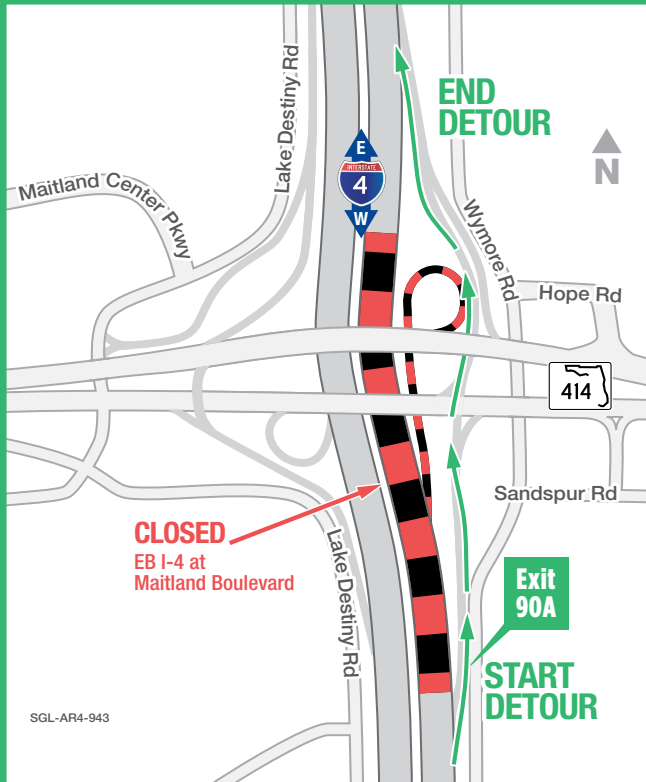 Lake Destiny Rd
END
DETOUR
E
INTERSTATE
4
W
N
Maitland Center Pkwy
Wymore Rd
Hope Rd
414
Sandspur Rd
CLOSED
EB I-4 at
Maitland Boulevard
Lake Destiny Rd
Exit
90A
START
DETOUR
SGL-AR4-943